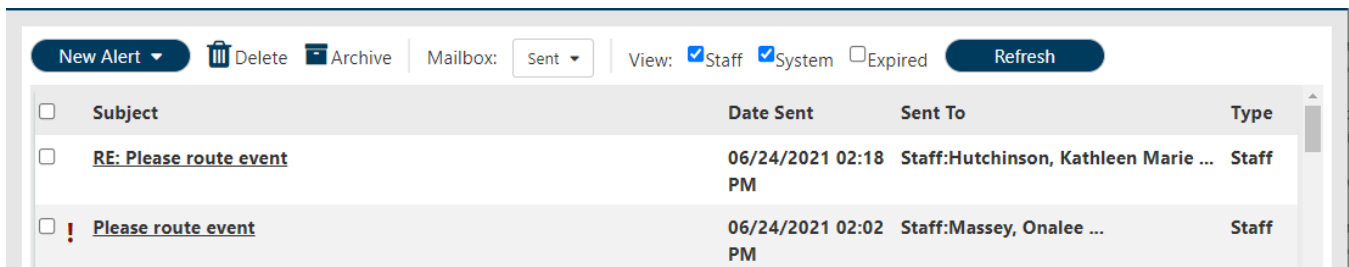 New Alert Delete Archive Mailbox: Sent View: Staff System Expired Refresh
Subject Date Sent Sent To Type
RE: Please route event 06/24/2021 02:18 PM Staff:Hutchinson, Kathleen Marie ... Staff
! Please route event 06/24/2021 02:02 PM Staff:Massey, Onalee ... Staff